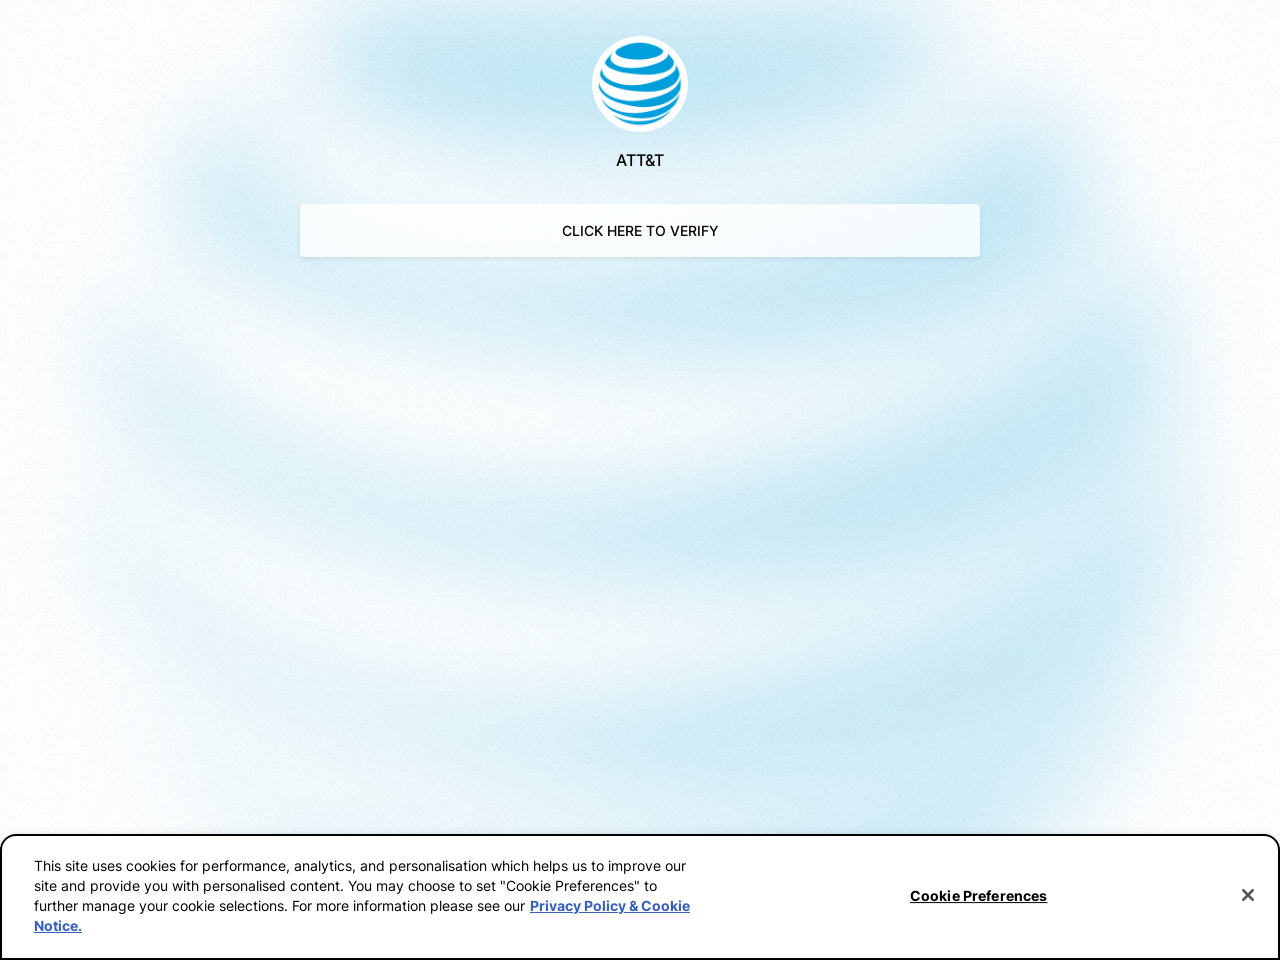 ATT&T
CLICK HERE TO VERIFY
This site uses cookies for performance, analytics, and personalisation which helps us to improve our
site and provide you with personalised content. You may choose to set "Cookie Preferences" to
further manage your cookie selections. For more information please see our Privacy Policy & Cookie
Notice.
Cookie Preferences